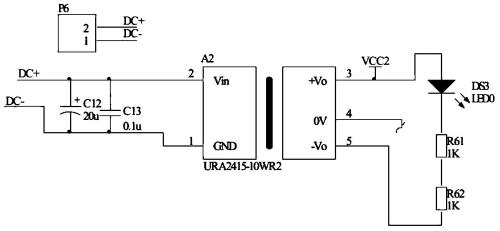 P6
2
DC+
1
DC-
DC+
DC-
+
C12
20u
C13
0.1u
A2
2
Vin
1
GND
URA2415-10WR2
+Vo
3
VCC2
0V
4
-Vo
5
DS3
LED0
R61
1K
R62
1K